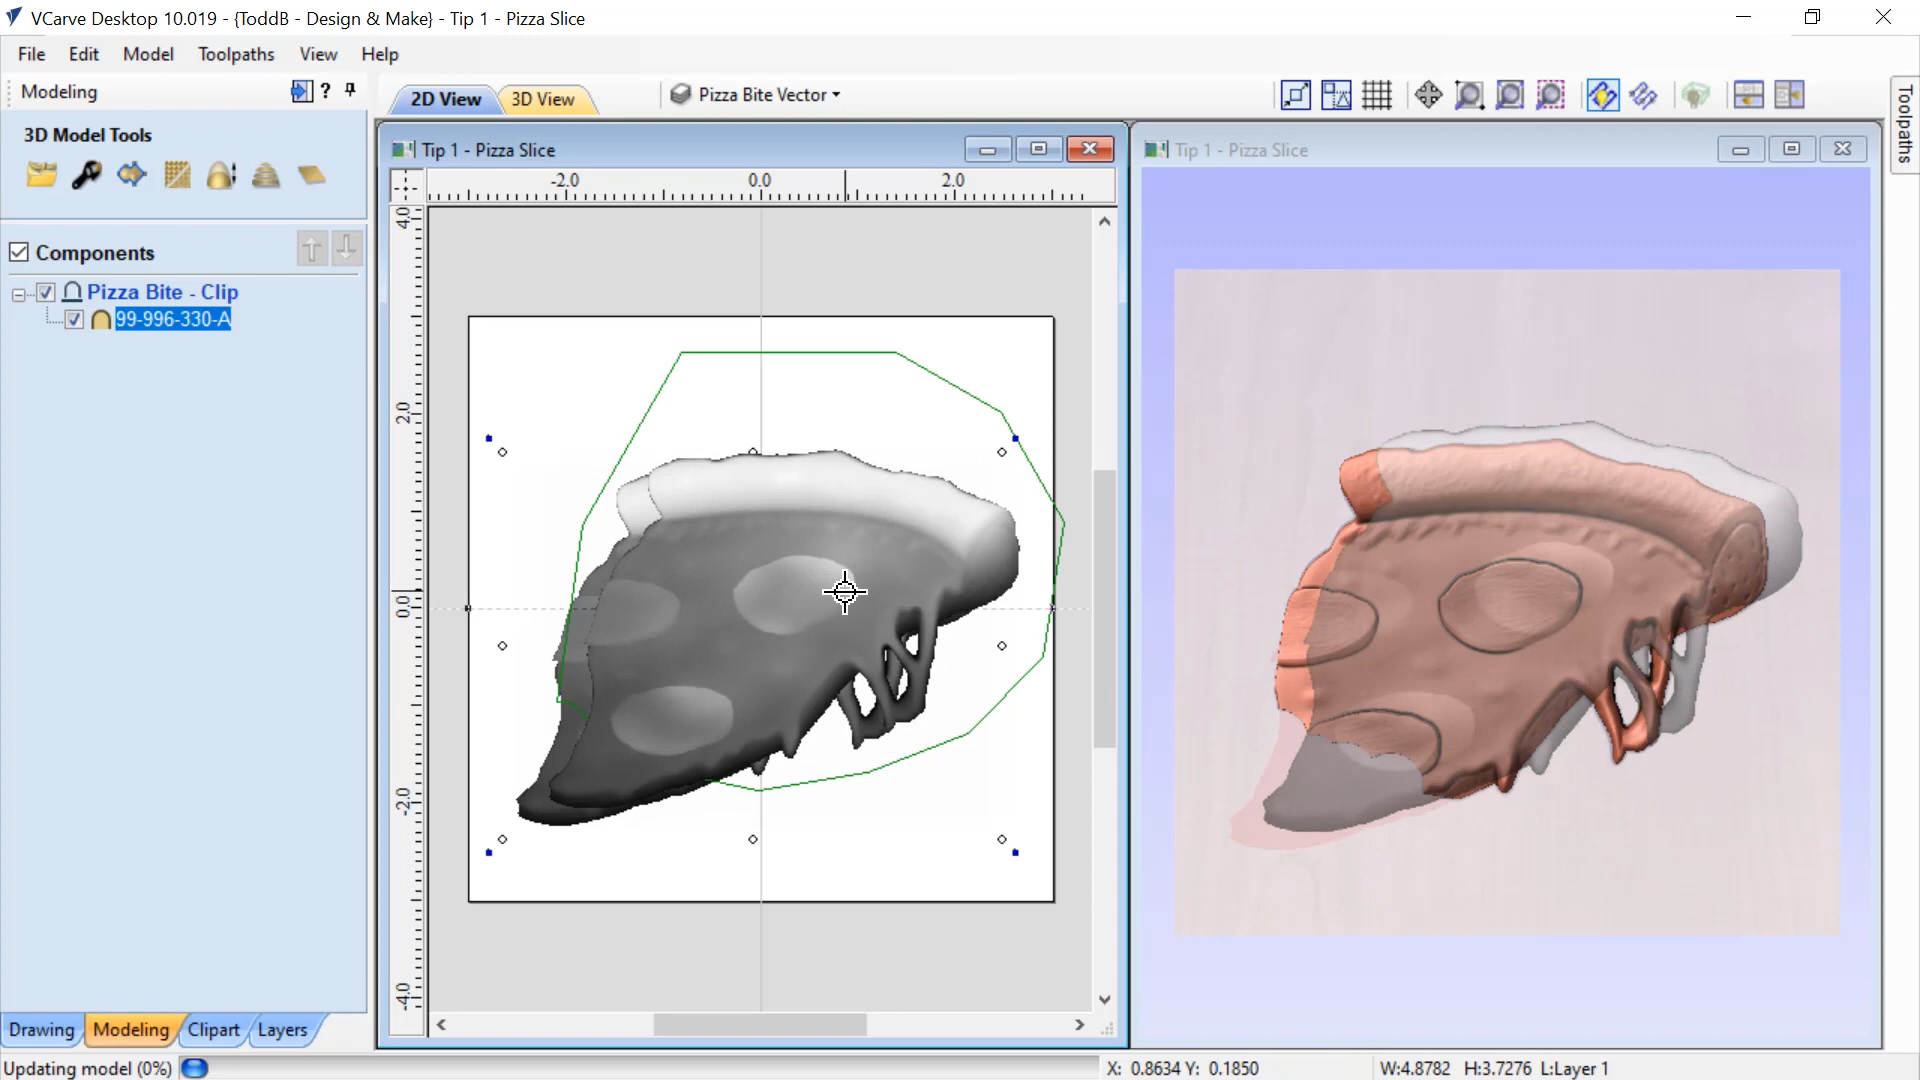 VCarve Desktop 10.019 - {ToddB - Design & Make} - Tip 1 - Pizza Slice
File Edit Model Toolpaths View Help
Modeling ?
2D View 3D View Pizza Bite Vector
Toolpaths
3D Model Tools
Tip 1 - Pizza Slice
Tip 1 - Pizza Slice
-2.0 0.0 2.0
4.0
2.0
0.0
-2.0
-4.0
Components
Pizza Bite - Clip
99-996-330-A
Drawing Modeling Clipart Layers
Updating model (0%) X: 0.8634 Y: 0.1850 W:4.8782 H:3.7276 L:Layer 1